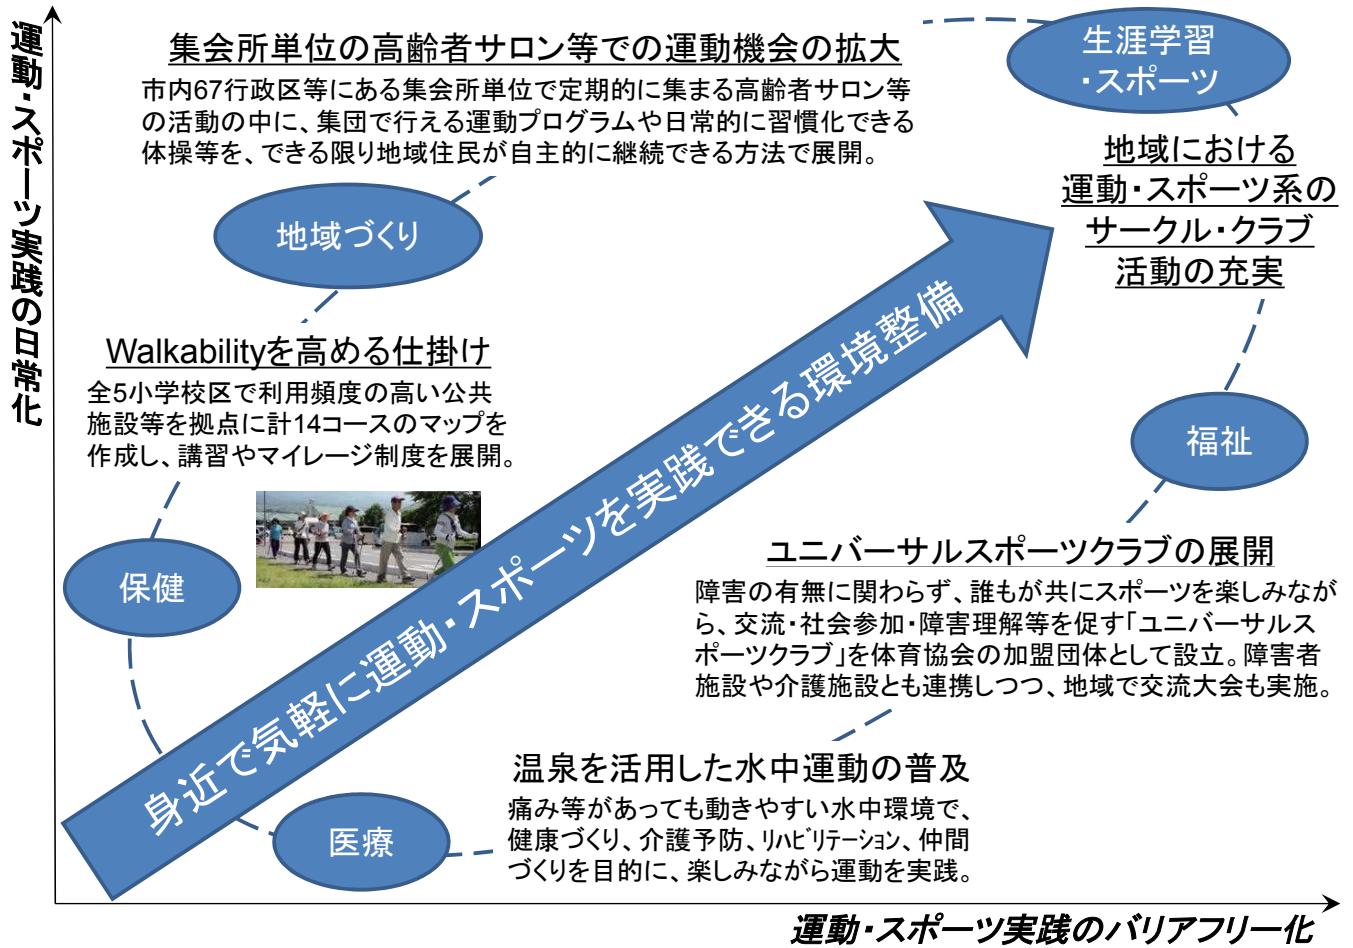 運動・スポーツ実践の日常化
集会所単位の高齢者サロン等での運動機会の拡大
市内67行政区等にある集会所単位で定期的に集まる高齢者サロン等
の活動の中に、集団で行える運動プログラムや日常的に習慣化できる
体操等を、できる限り地域住民が自主的に継続できる方法で展開。
生涯学習
・スポーツ
地域における
運動・スポーツ系の
サークル・クラブ
活動の充実
地域づくり
Walkabilityを高める仕掛け
全5小学校区で利用頻度の高い公共
施設等を拠点に計14コースのマップを
作成し、講習やマイレージ制度を展開。
身近で気軽に運動・スポーツを実践できる環境整備
福祉
保健
ユニバーサルスポーツクラブの展開
障害の有無に関わらず、誰もが共にスポーツを楽しみなが
ら、交流・社会参加・障害理解等を促す「ユニバーサルス
ポーツクラブ」を体育協会の加盟団体として設立。障害者
施設や介護施設とも連携しつつ、地域で交流大会も実施。
医療
温泉を活用した水中運動の普及
痛み等があっても動きやすい水中環境で、
健康づくり、介護予防、ﾘﾊﾋﾞﾘﾃｰｼｮﾝ、仲間
づくりを目的に、楽しみながら運動を実践。
運動・スポーツ実践のバリアフリー化